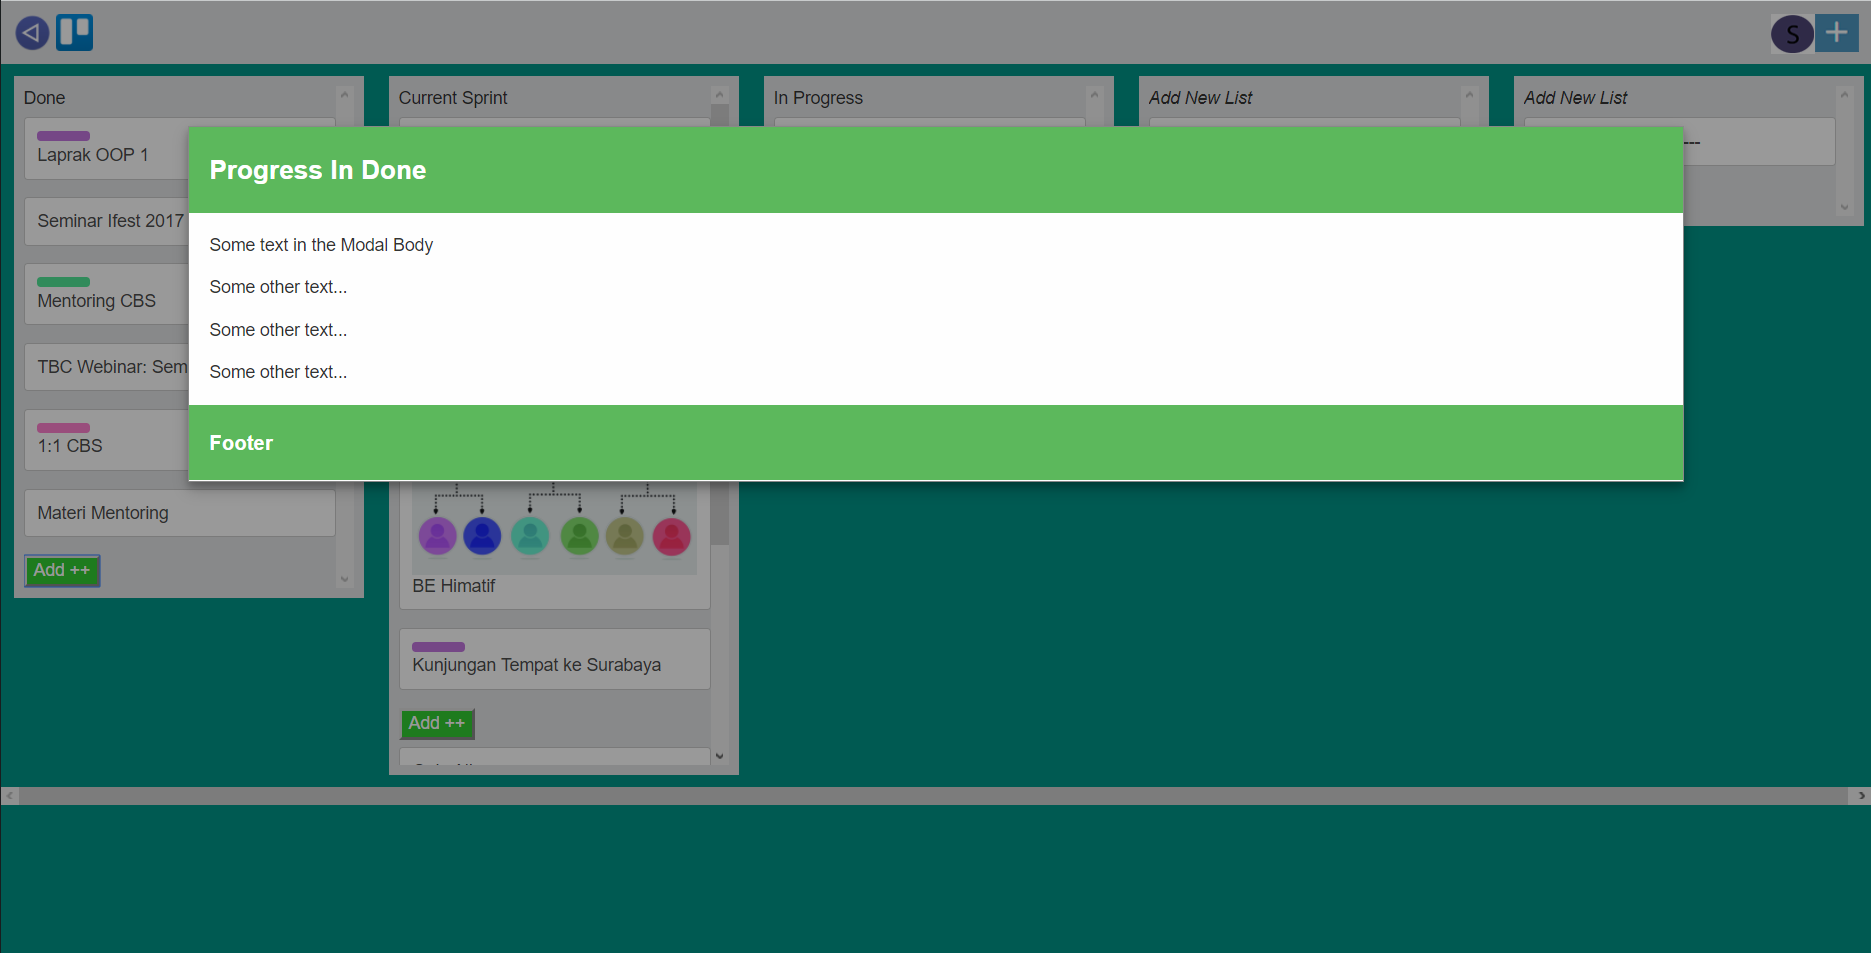 S
Done
Current Sprint
In Progress
Add New List
Add New List
Laprak OOP 1
Seminar Ifest 2017
Mentoring CBS
TBC Webinar: Sem
1:1 CBS
Materi Mentoring
Add ++
Progress In Done
Some text in the Modal Body
Some other text...
Some other text...
Some other text...
Footer
BE Himatif
Kunjungan Tempat ke Surabaya
Add ++
---